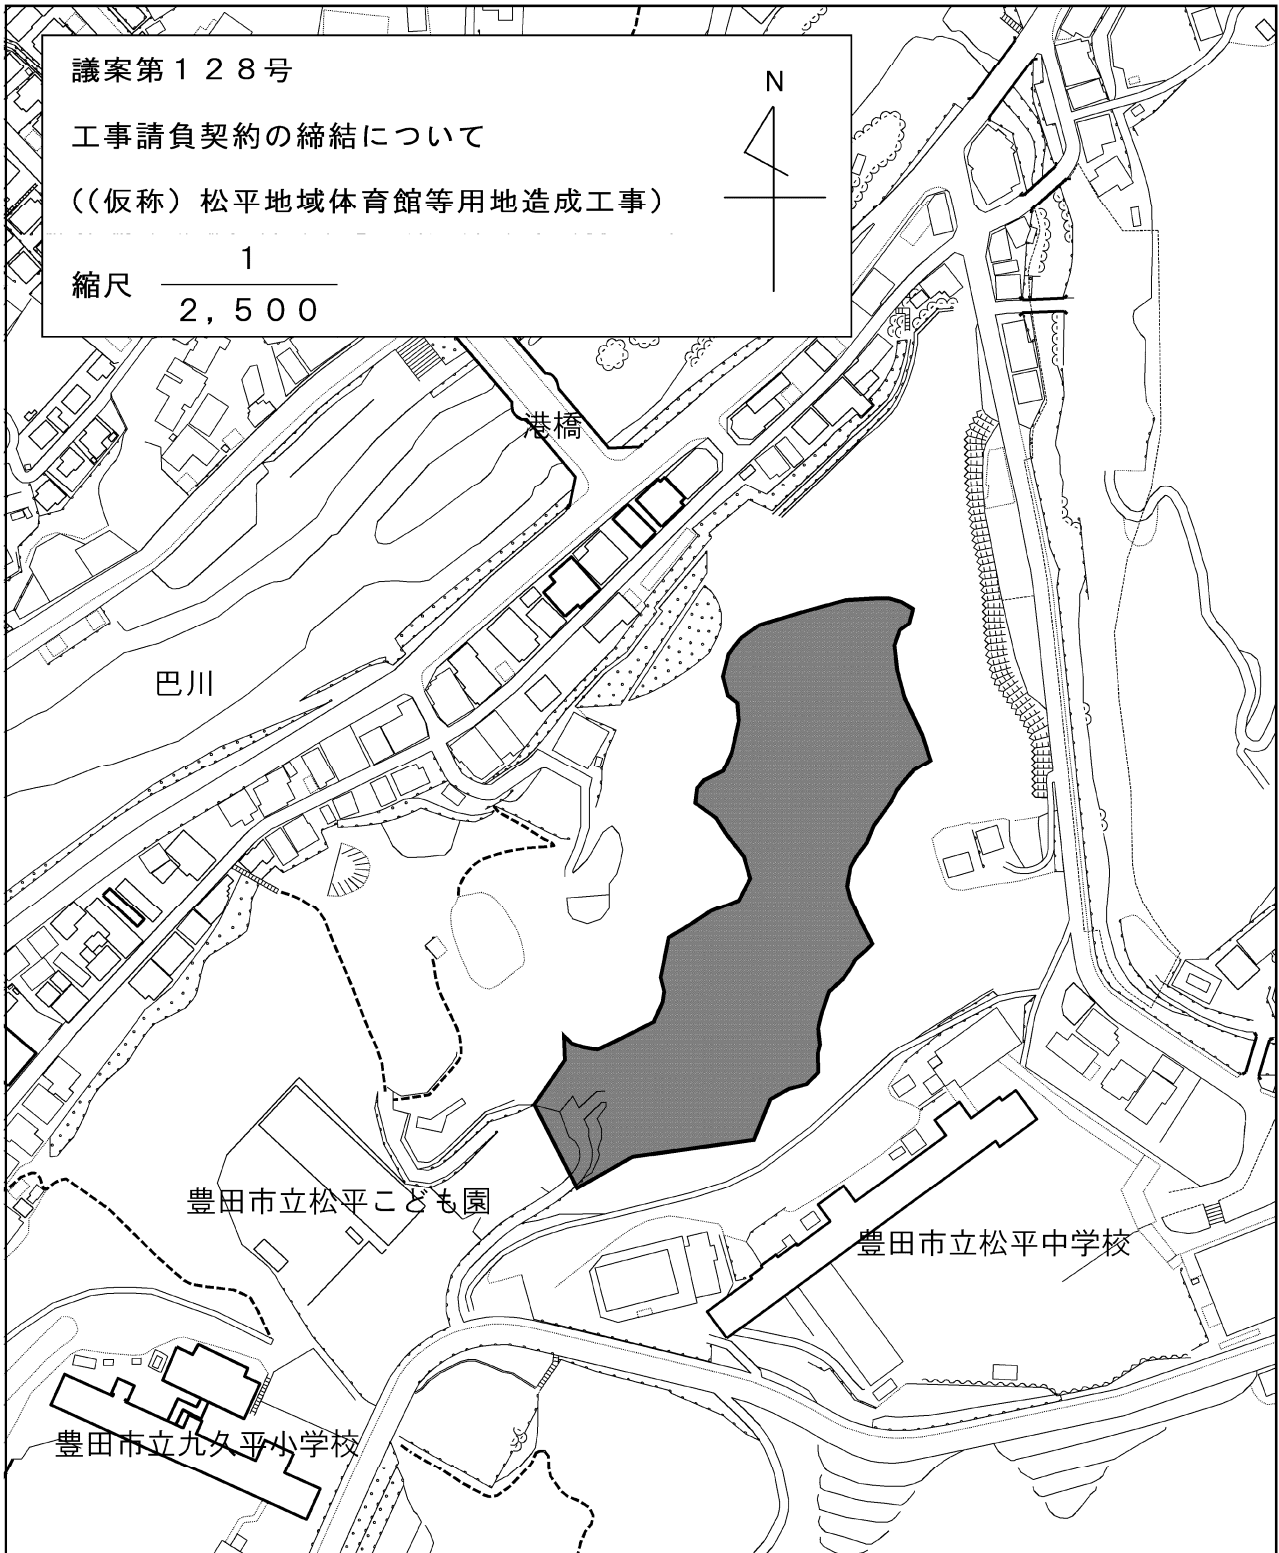 議案第１２８号
工事請負契約の締結について
（（仮称）松平地域体育館等用地造成工事）
縮尺 1
2,500
N
港橋
巴川
豊田市立松平こども園
豊田市立松平中学校
豊田市立九久平小学校